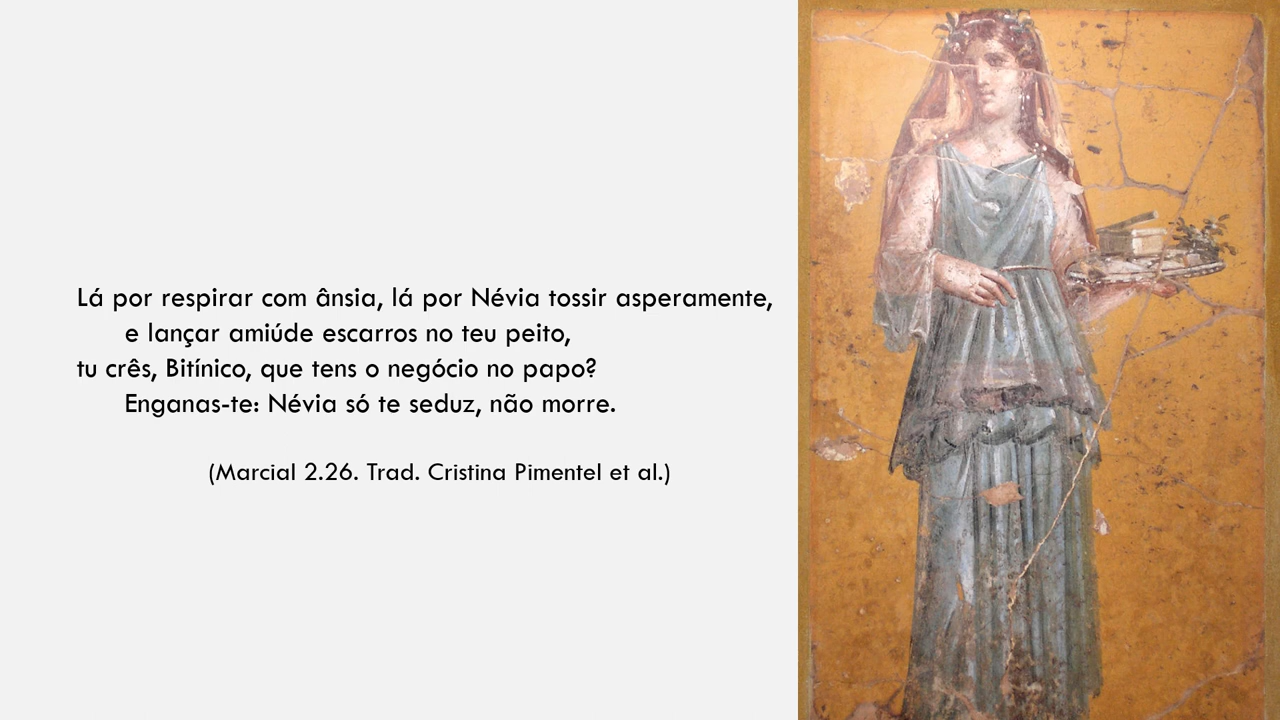 Lá por respirar com ânsia, lá por Névia tossir asperamente,
e lançar amiúde escarros no teu peito,
tu crês, Bitínico, que tens o negócio no papo?
Enganas-te: Névia só te seduz, não morre.
(Marcial 2.26. Trad. Cristina Pimentel et al.)